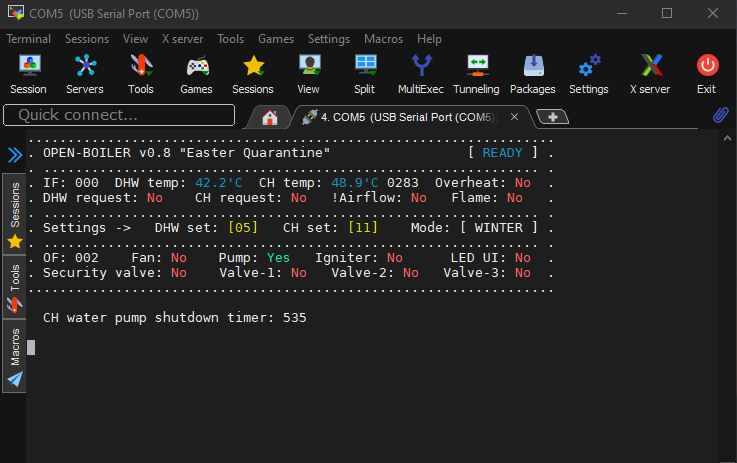 COM5  (USB Serial Port (COM5))
Terminal Sessions View X server Tools Games Settings Macros Help
Session Servers Tools Games Sessions View Split MultiExec Tunneling Packages Settings X server Exit
Quick connect...
4. COM5  (USB Serial Port (COM5)
Sessions
Tools
Macros
. OPEN-BOILER v0.8 "Easter Quarantine" [ READY ] .
. IF: 000  DHW temp: 42.2'C  CH temp: 48.9'C 0283  Overheat: No  .
. DHW request: No    CH request: No   !Airflow: No   Flame: No   .
. Settings ->   DHW set: [05]   CH set: [11]    Mode: [ WINTER ] .
. OF: 002    Fan: No    Pump: Yes   Igniter: No      LED UI: No  .
. Security valve: No    Valve-1: No   Valve-2: No   Valve-3: No  .
CH water pump shutdown timer: 535